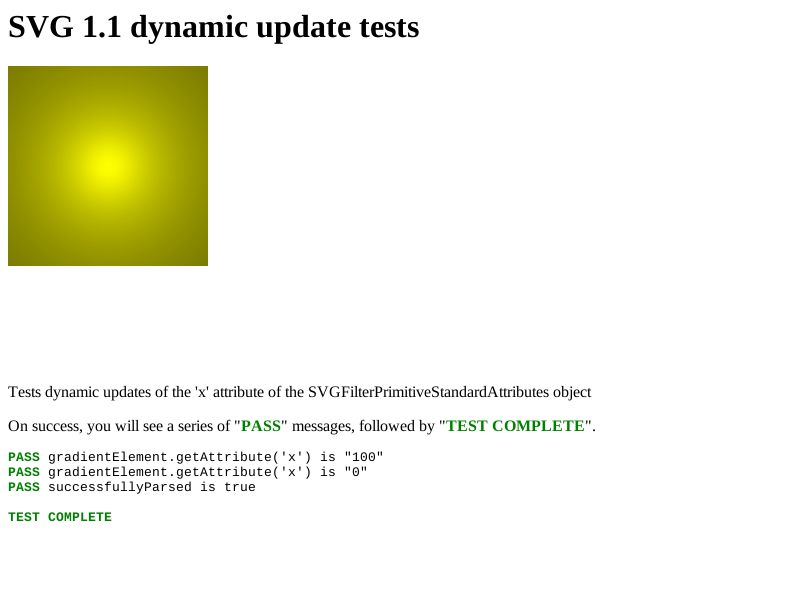 SVG 1.1 dynamic update tests
Tests dynamic updates of the 'x' attribute of the SVGFilterPrimitiveStandardAttributes object
On success, you will see a series of "PASS" messages, followed by "TEST COMPLETE".
PASS gradientElement.getAttribute('x') is "100"
PASS gradientElement.getAttribute('x') is "0"
PASS successfullyParsed is true
TEST COMPLETE